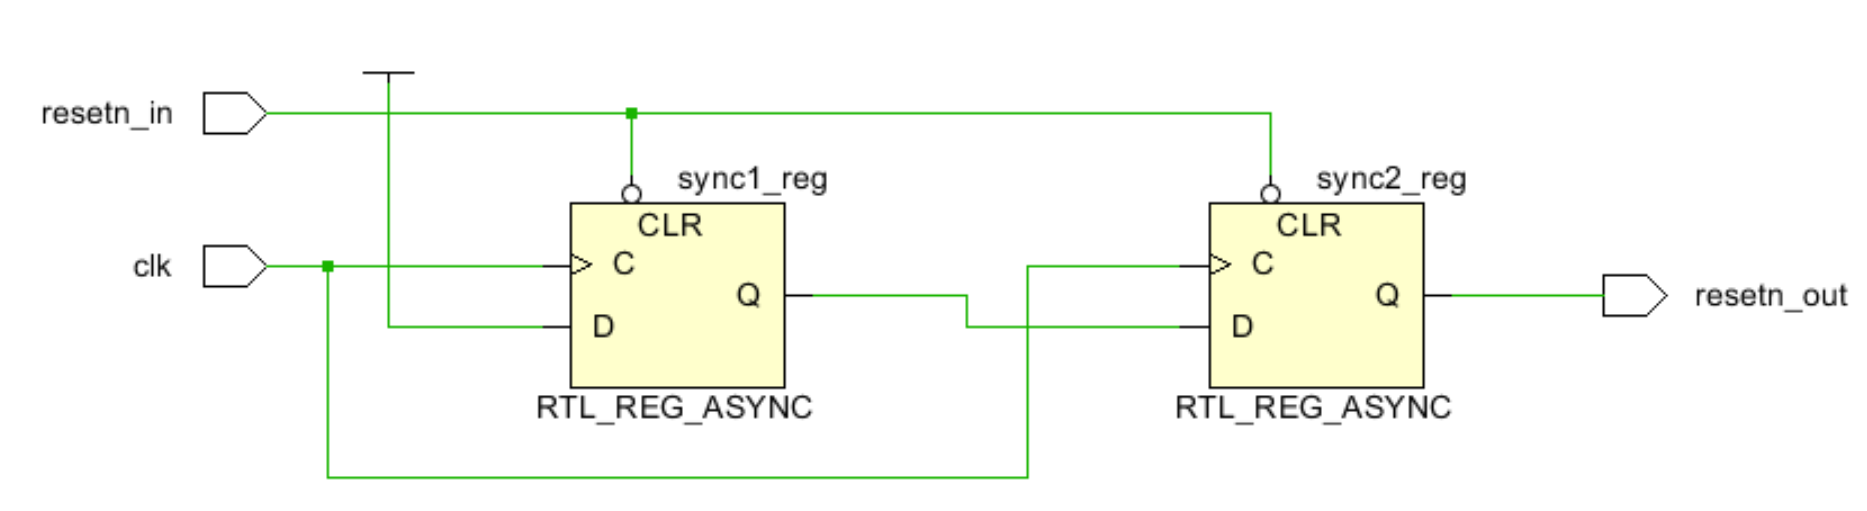 resetn_in
clk
sync1_reg
CLR
C
Q
D
RTL_REG_ASYNC
sync2_reg
CLR
C
Q
D
RTL_REG_ASYNC
resetn_out